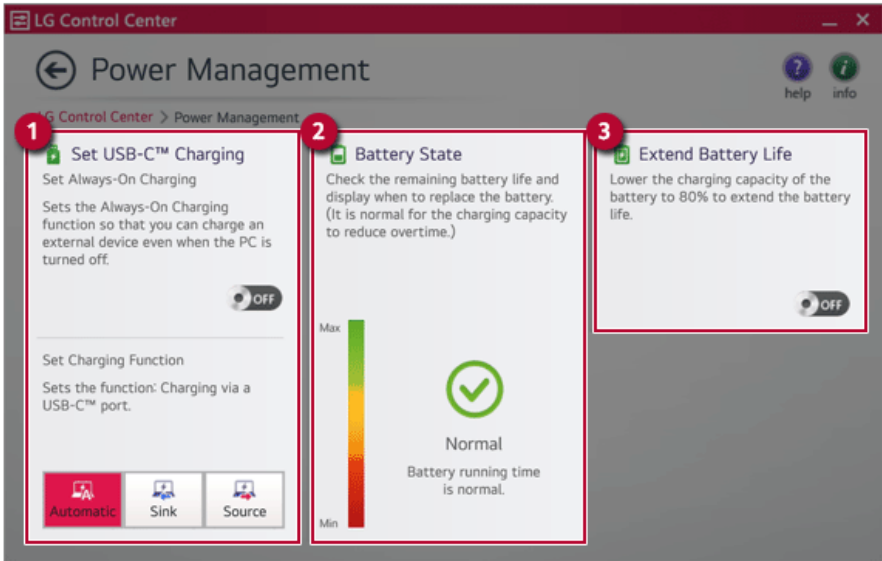 LG Control Center
Power Management
help
info
LG Control Center > Power Management
1
Set USB-C™ Charging
Set Always-On Charging
Sets the Always-On Charging
function so that you can charge an
external device even when the PC is
turned off.
OFF
Set Charging Function
Sets the function: Charging via a
USB-C™ port.
Automatic
Sink
Source
2
Battery State
Check the remaining battery life and
display when to replace the battery.
(It is normal for the charging capacity
to reduce overtime.)
Max
Min
Normal
Battery running time
is normal.
3
Extend Battery Life
Lower the charging capacity of the
battery to 80% to extend the battery
life.
OFF